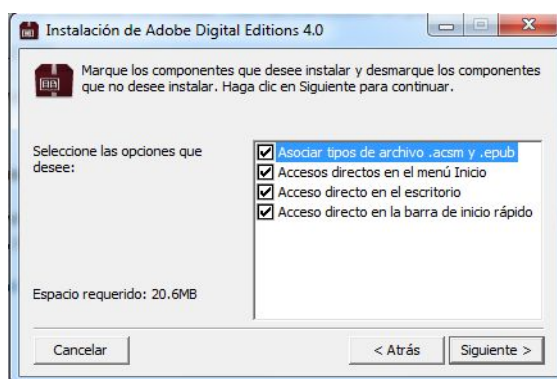 Instalación de Adobe Digital Editions 4.0
Marque los componentes que desee instalar y desmarque los componentes
que no desee instalar. Haga clic en Siguiente para continuar.
Seleccione las opciones que
desee:
Asociar tipos de archivo .acsm y .epub
Accesos directos en el menú Inicio
Acceso directo en el escritorio
Acceso directo en la barra de inicio rápido
Espacio requerido: 20.6MB
Cancelar
< Atrás
Siguiente >